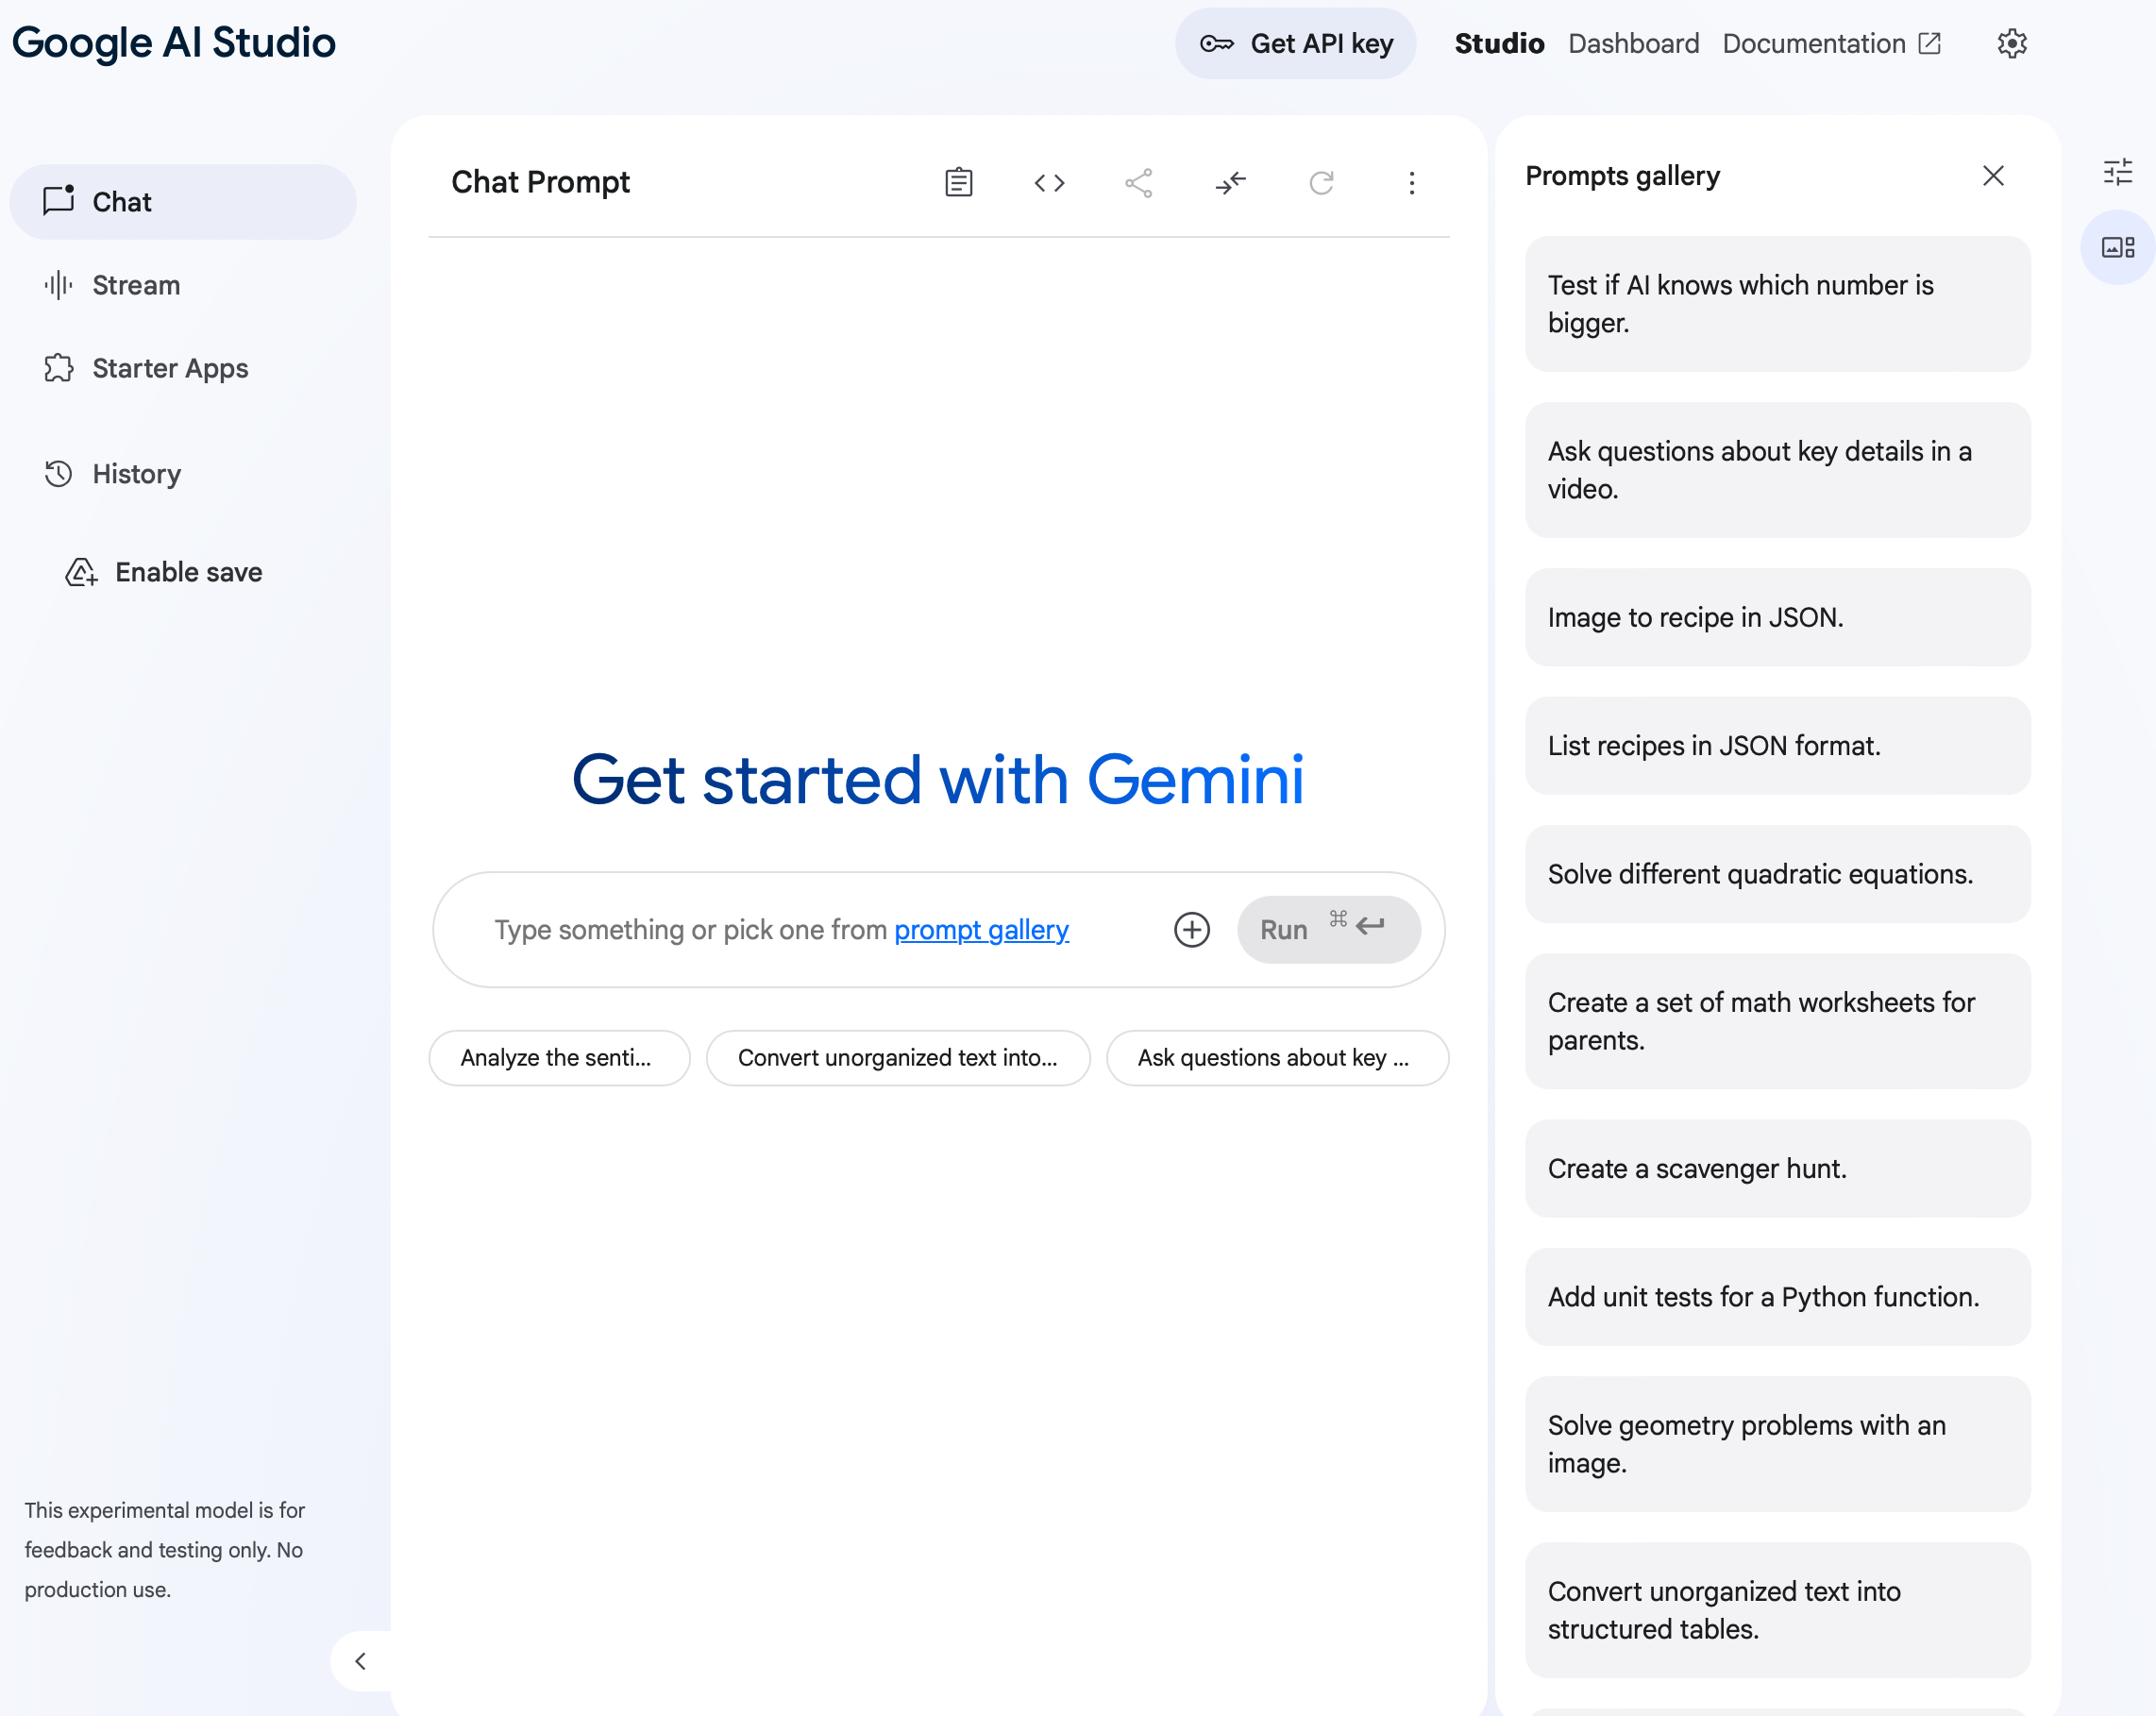 Google AI Studio
Get API key
Studio
Dashboard
Documentation
Chat
Stream
Starter Apps
History
Enable save
This experimental model is for
feedback and testing only. No
production use.
Chat Prompt
Get started with Gemini
Type something or pick one from prompt gallery
Run ⌘
Analyze the senti...
Convert unorganized text into...
Ask questions about key ...
Prompts gallery
Test if AI knows which number is
bigger.
Ask questions about key details in a
video.
Image to recipe in JSON.
List recipes in JSON format.
Solve different quadratic equations.
Create a set of math worksheets for
parents.
Create a scavenger hunt.
Add unit tests for a Python function.
Solve geometry problems with an
image.
Convert unorganized text into
structured tables.